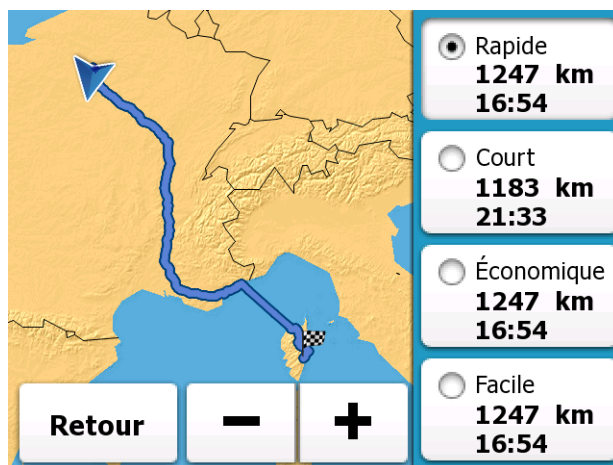 Rapide
1247 km
16:54
Court
1183 km
21:33
Économique
1247 km
16:54
Facile
1247 km
16:54
Retour
−
+